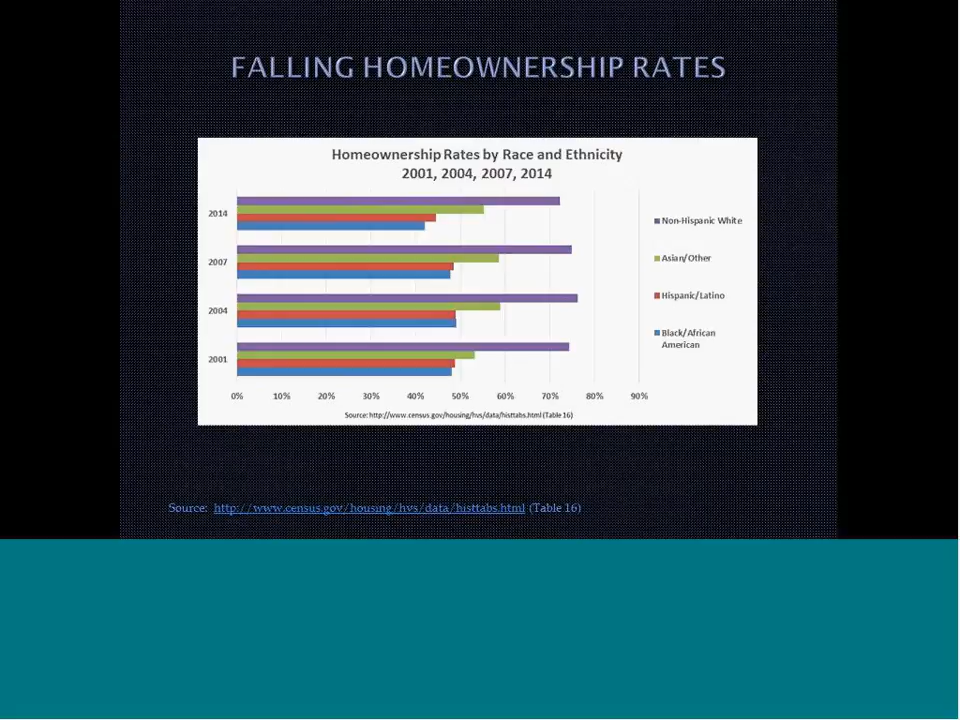 FALLING HOMEOWNERSHIP RATES
Homeownership Rates by Race and Ethnicity
2001, 2004, 2007, 2014
2014
2007
2004
2001
Non-Hispanic White
Asian/Other
Hispanic/Latino
Black/African
American
0% 10% 20% 30% 40% 50% 60% 70% 80% 90%
Source: http://www.census.gov/housing/hvs/data/histtabs.html (Table 16)
Source: http://www.census.gov/housing/hvs/data/histtabs.html (Table 16)